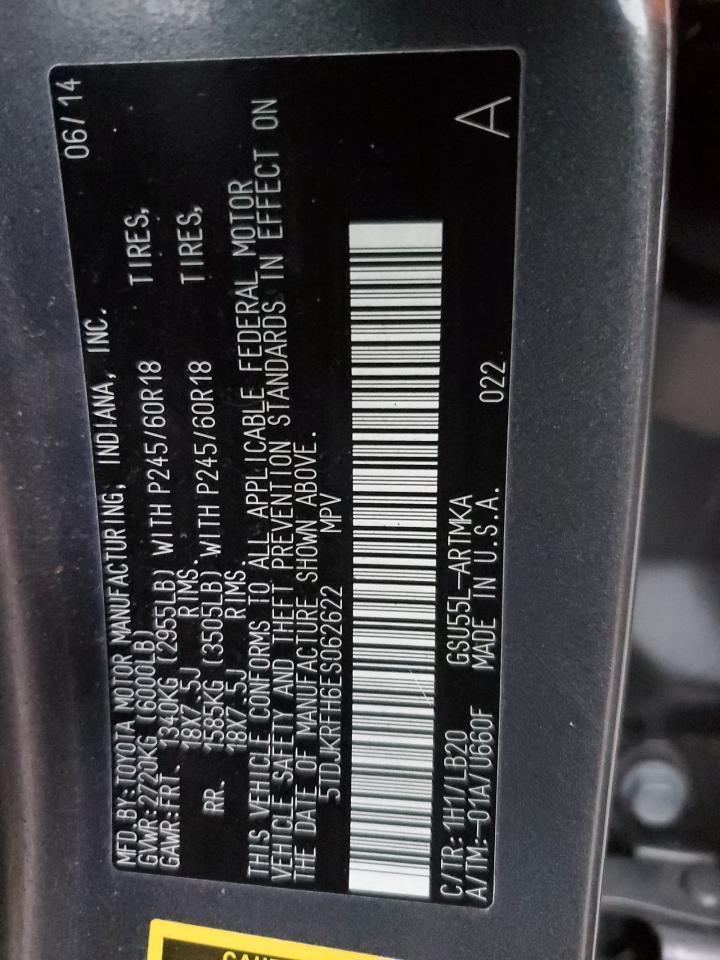 MFD.BY: TOYOTA MOTOR MANUFACTURING, INDIANA, INC. 06/14
GVWR: 2720KG (6000LB)
GAWR: FRT. 1340KG (2955LB) WITH P245/60R18 TIRES,
18X7.5J RIMS.
RR. 1585KG (3505LB) WITH P245/60R18 TIRES,
18X7.5J RIMS.
THIS VEHICLE CONFORMS TO ALL APPLICABLE FEDERAL MOTOR
VEHICLE SAFETY AND THEFT PREVENTION STANDARDS IN EFFECT ON
THE DATE OF MANUFACTURE SHOWN ABOVE.
5TDJKRFH6ES062622 MPV
C/TR: 1H1/LB20 GSU55L-ARTMKA
A/TM: -01A/U660F MADE IN U.S.A. 022 A